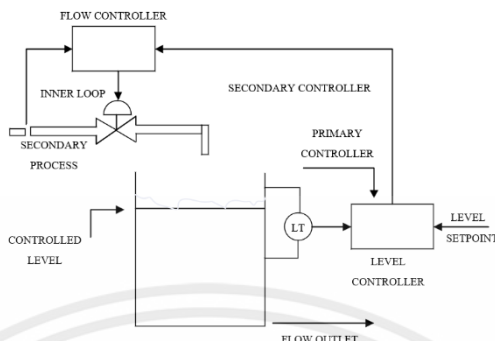 FLOW CONTROLLER
INNER LOOP
SECONDARY CONTROLLER
SECONDARY
PROCESS
PRIMARY
CONTROLLER
CONTROLLED
LEVEL
LT
LEVEL
SETPOINT
LEVEL
CONTROLLER
FLOW OUTLET